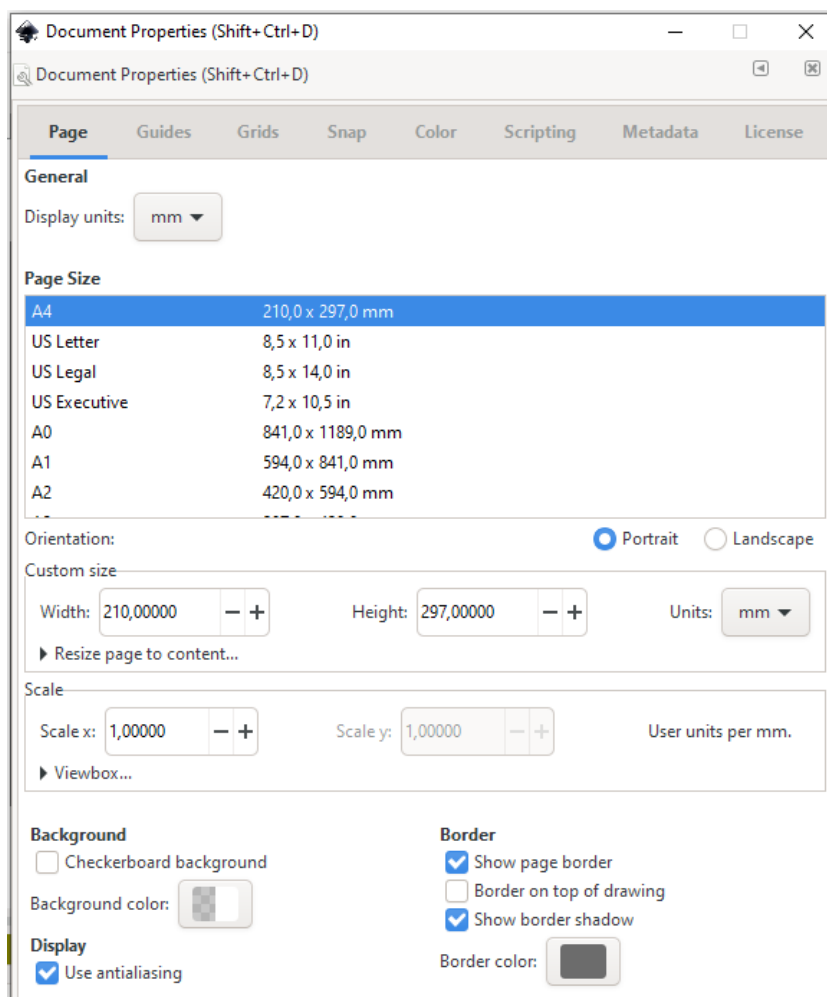 Document Properties (Shift+Ctrl+D)
Document Properties (Shift+Ctrl+D)
Page Guides Grids Snap Color Scripting Metadata License
General
Display units: mm
Page Size
A4 210,0 x 297,0 mm
US Letter 8,5 x 11,0 in
US Legal 8,5 x 14,0 in
US Executive 7,2 x 10,5 in
A0 841,0 x 1189,0 mm
A1 594,0 x 841,0 mm
A2 420,0 x 594,0 mm
Orientation: Portrait Landscape
Custom size
Width: 210,00000 Height: 297,00000 Units: mm
Resize page to content...
Scale
Scale x: 1,00000 Scale y: 1,00000 User units per mm.
Viewbox...
Background Border
Checkerboard background Show page border
Border on top of drawing
Background color: Show border shadow
Display
Use antialiasing Border color: